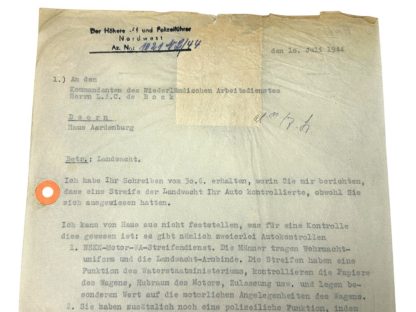 Der Höhere SS und Polizeiführer
Nordwest
Az. Nr.: 1021 /44
den 10. Juli 1944
1.) An den
Kommandanten des Niederländischen Arbeitsdienstes
Herrn L.A.C. de Bock
Doorn
Haus Aardenburg
Betr.: Landwacht.
Ich habe Ihr Schreiben vom 30.6. erhalten, worin Sie mir berichten,
dass eine Streife der Landwacht Ihr Auto kontrollierte, obwohl Sie
sich ausgewiesen hatten.
Ich kann von Haus aus nicht feststellen, was für eine Kontrolle
dies gewesen ist: es gibt nämlich zweierlei Autokontrollen
1. NSKK-Motor-WA-Streifendienst. Die Männer tragen Wehrmacht-
uniform und die Landwacht-Armbinde. Die Streifen haben eine
Funktion des Waterstaatministeriums, kontrollieren die Papiere
des Wagens, Hubraum des Motors, Zulassung usw. und legen be-
sonderen Wert auf die motorlichen Angelegenheiten des Wagens.
2. Sie haben zusätzlich noch eine polizeiliche Funktion, indem